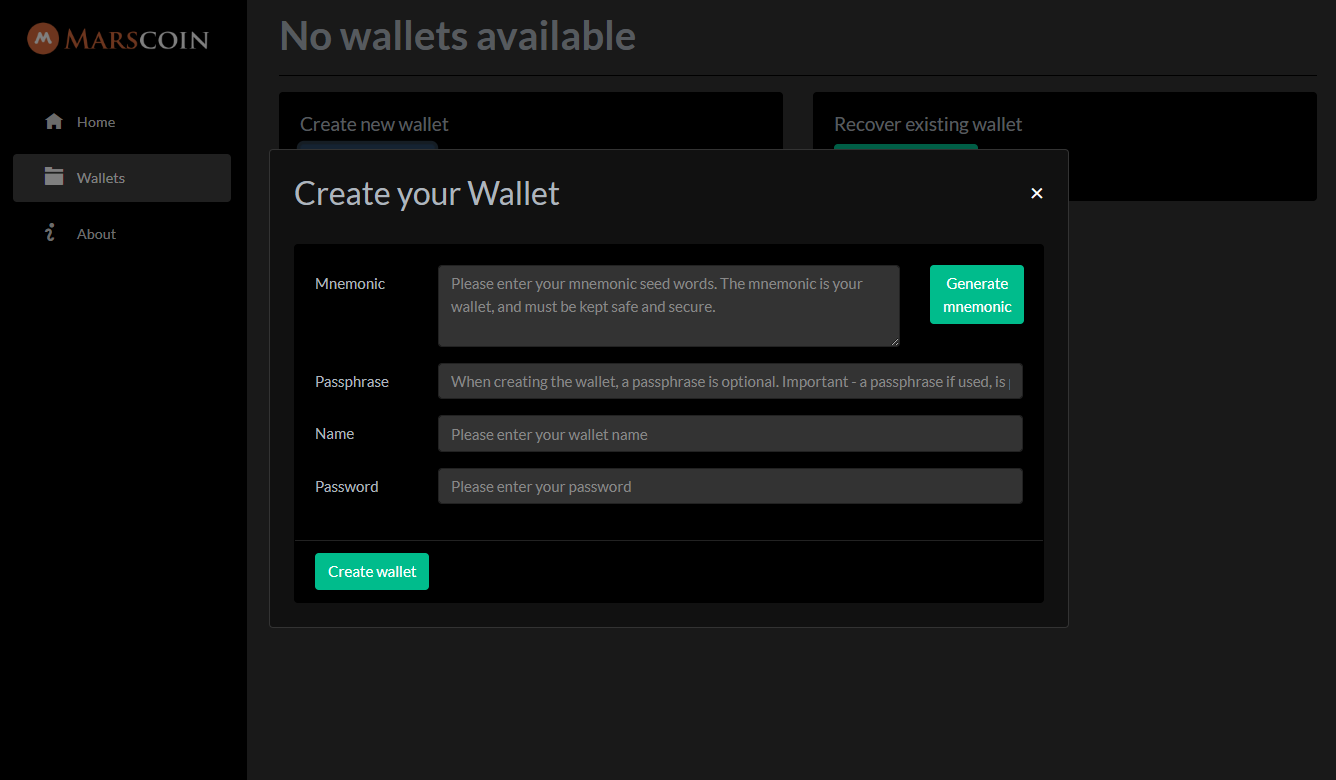 MARSCOIN
Home
Wallets
About
No wallets available
Create new wallet
Recover existing wallet
Create your Wallet
×
Mnemonic
Please enter your mnemonic seed words. The mnemonic is your
wallet, and must be kept safe and secure.
Generate
mnemonic
Passphrase
When creating the wallet, a passphrase is optional. Important - a passphrase if used, is
Name
Please enter your wallet name
Password
Please enter your password
Create wallet